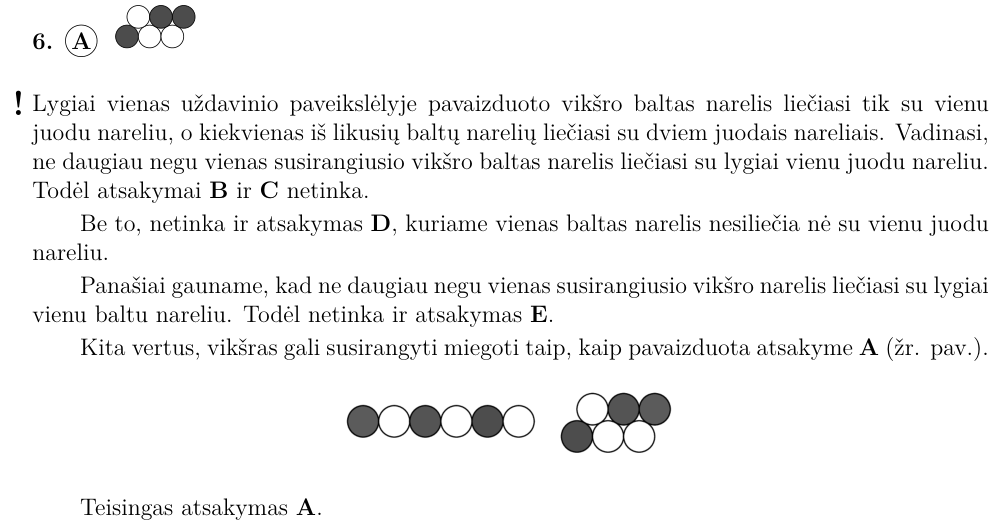 6. A
! Lygiai vienas uždavinio paveikslėlyje pavaizduoto vikšro baltas narelis liečiasi tik su vienu
juodu nareliu, o kiekvienas iš likusių baltų narelių liečiasi su dviem juodais nareliais. Vadinasi,
ne daugiau negu vienas susirangiusio vikšro baltas narelis liečiasi su lygiai vienu juodu nareliu.
Todėl atsakymai B ir C netinka.
Be to, netinka ir atsakymas D, kuriame vienas baltas narelis nesiliečia nė su vienu juodu
nareliu.
Panašiai gauname, kad ne daugiau negu vienas susirangiusio vikšro narelis liečiasi su lygiai
vienu baltu nareliu. Todėl netinka ir atsakymas E.
Kita vertus, vikšras gali susirangyti miegoti taip, kaip pavaizduota atsakyme A (žr. pav.).
Teisingas atsakymas A.